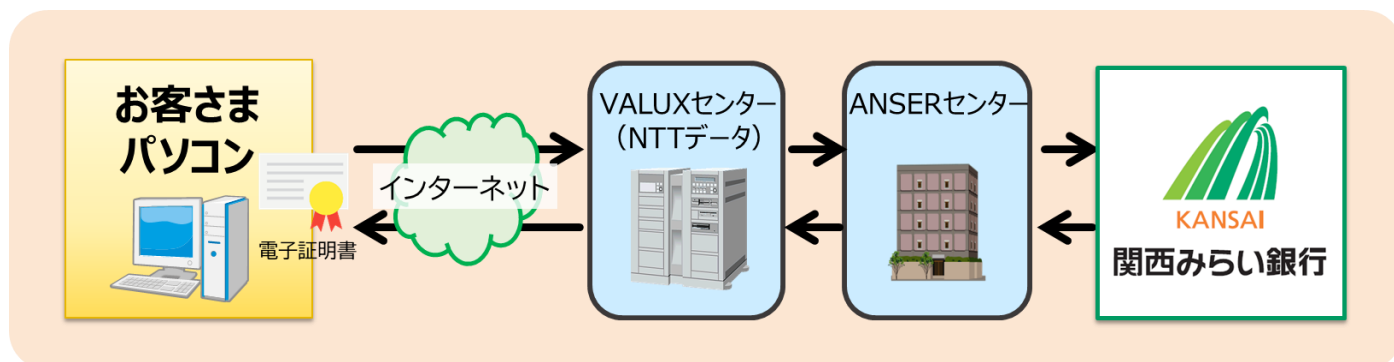 お客さま
パソコン
電子証明書
インターネット
VALUXセンター
（NTTデータ）
ANSERセンター
KANSAI
関西みらい銀行